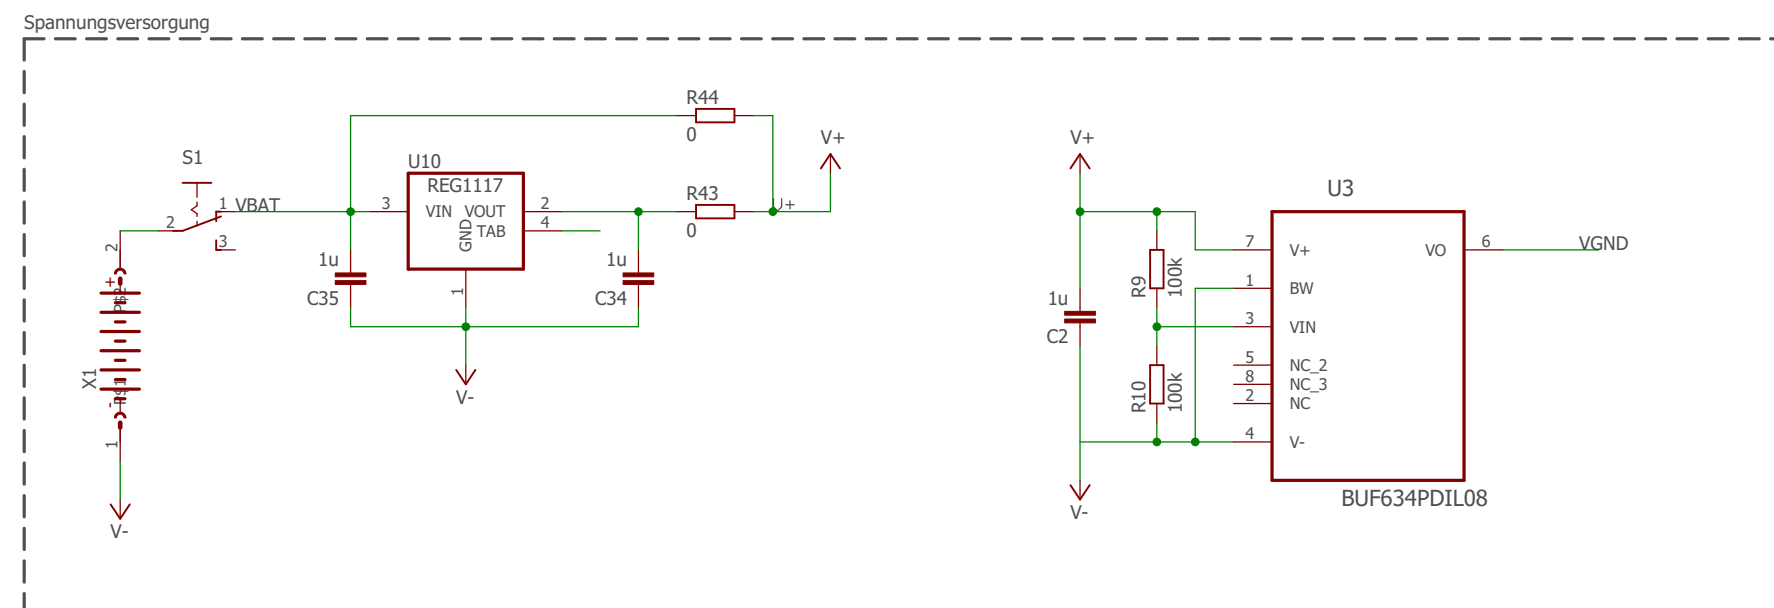 Spannungsversorgung
S1
2
1
VBAT
3
2
+
X1
-
1
V-
U10
REG1117
3
VIN
VOUT
2
TAB
4
GND
1
1u
C35
1u
C34
V-
R44
0
R43
0
V+
V+
1u
C2
R9
100k
R10
100k
V-
U3
7
V+
1
BW
3
VIN
5
NC_2
8
NC_3
2
NC
4
V-
VO
6
VGND
BUF634PDIL08